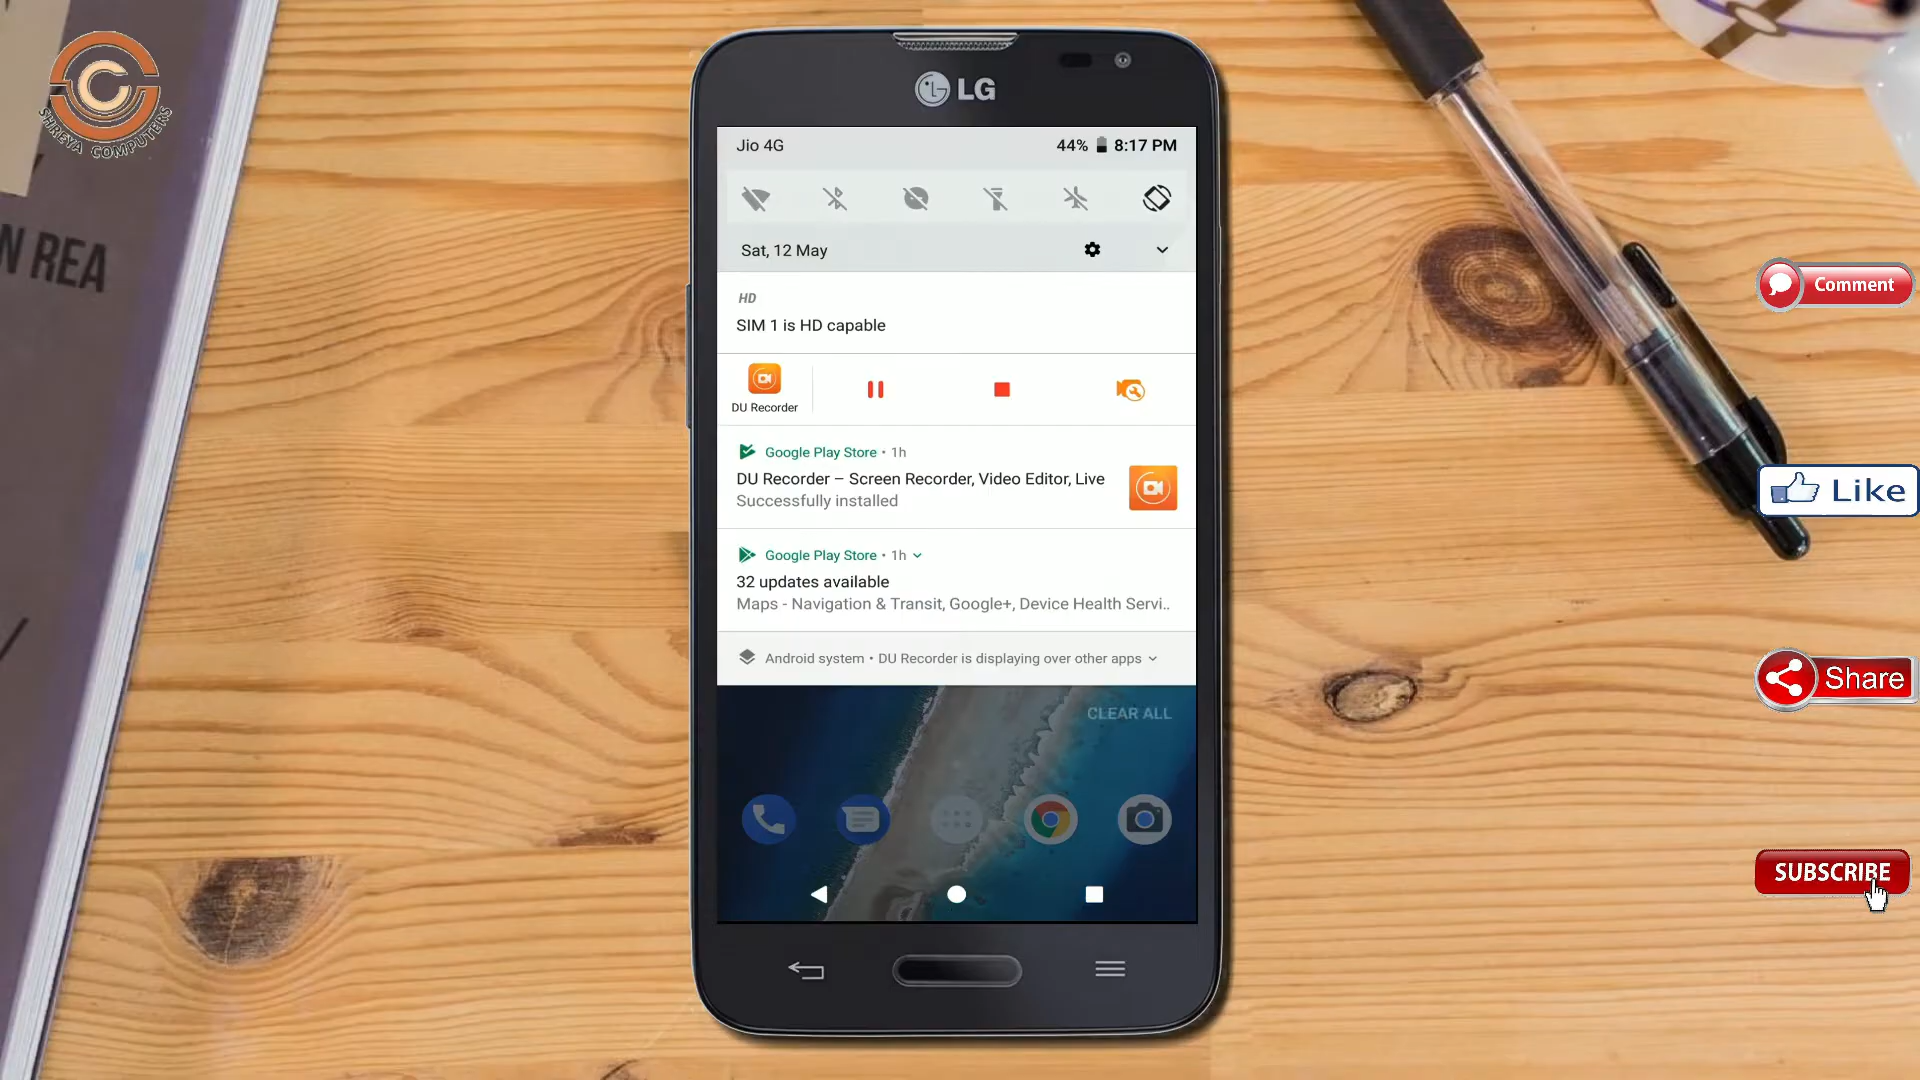 SHREYA COMPUTERS
N REA
LG
Jio 4G
44% 8:17 PM
Sat, 12 May
HD
SIM 1 is HD capable
DU Recorder
Google Play Store • 1h
DU Recorder – Screen Recorder, Video Editor, Live
Successfully installed
Google Play Store • 1h
32 updates available
Maps - Navigation & Transit, Google+, Device Health Servi..
Android system • DU Recorder is displaying over other apps
CLEAR ALL
Comment
Like
Share
SUBSCRIBE